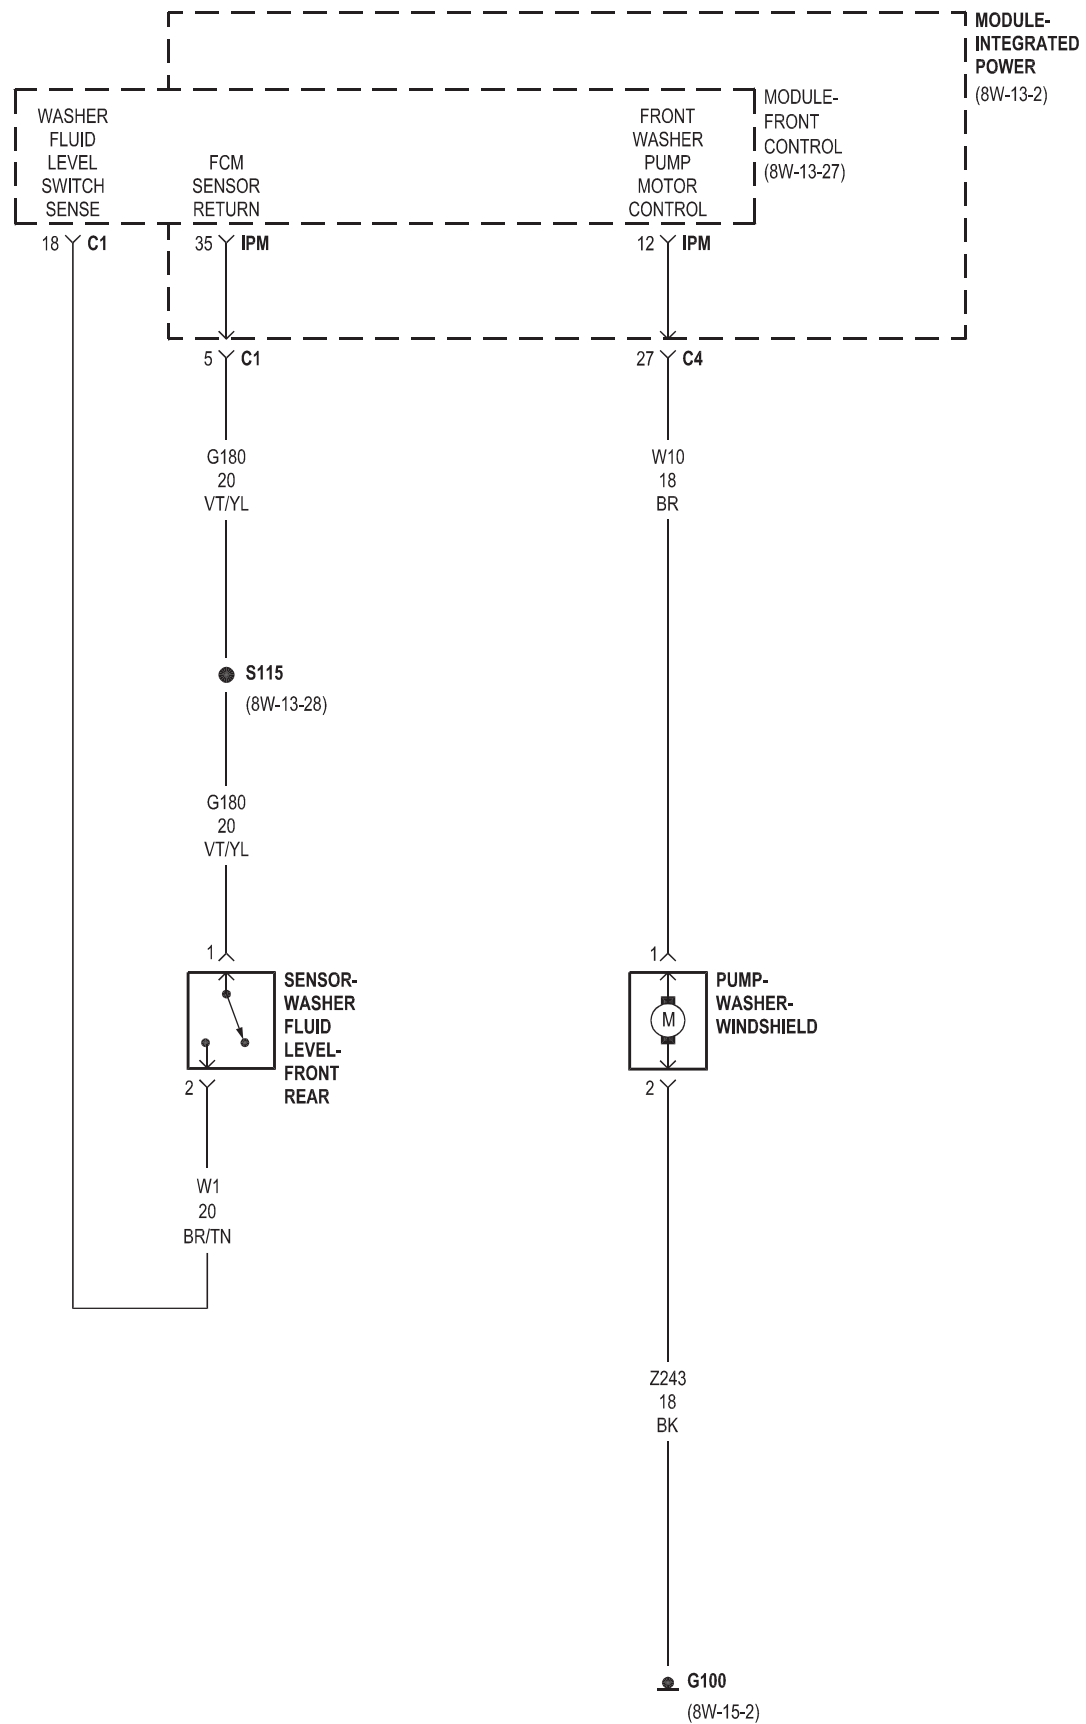 MODULE-
INTEGRATED
POWER
(8W-13-2)
MODULE-
FRONT
CONTROL
(8W-13-27)
WASHER
FLUID
LEVEL
SWITCH
SENSE
FCM
SENSOR
RETURN
FRONT
WASHER
PUMP
MOTOR
CONTROL
18 C1
35 IPM
12 IPM
5 C1
27 C4
G180
20
VT/YL
W10
18
BR
S115
(8W-13-28)
G180
20
VT/YL
1
SENSOR-
WASHER
FLUID
LEVEL-
FRONT
REAR
2
1
M
PUMP-
WASHER-
WINDSHIELD
2
W1
20
BR/TN
Z243
18
BK
G100
(8W-15-2)